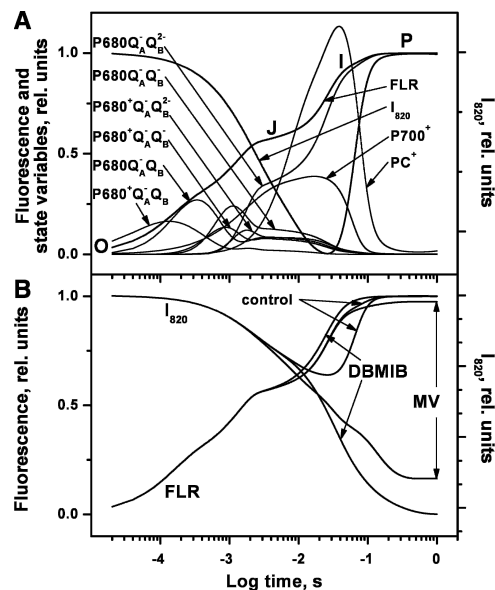 A
P680Q_A^-Q_B^2-
P680Q_A^-Q_B^-
P680^+Q_A^-Q_B^2-
P680^+Q_A^-Q_B^-
P680Q_A^-Q_B
P680^+Q_A^-Q_B
O
J
I
P
FLR
I820
P700^+
PC^+
1.0
0.5
0.0
Fluorescence and
state variables, rel. units
I820, rel. units
B
I820
control
DBMIB
MV
FLR
1.0
0.5
0.0
Fluorescence, rel. units
I820, rel. units
-4 -3 -2 -1 0
Log time, s